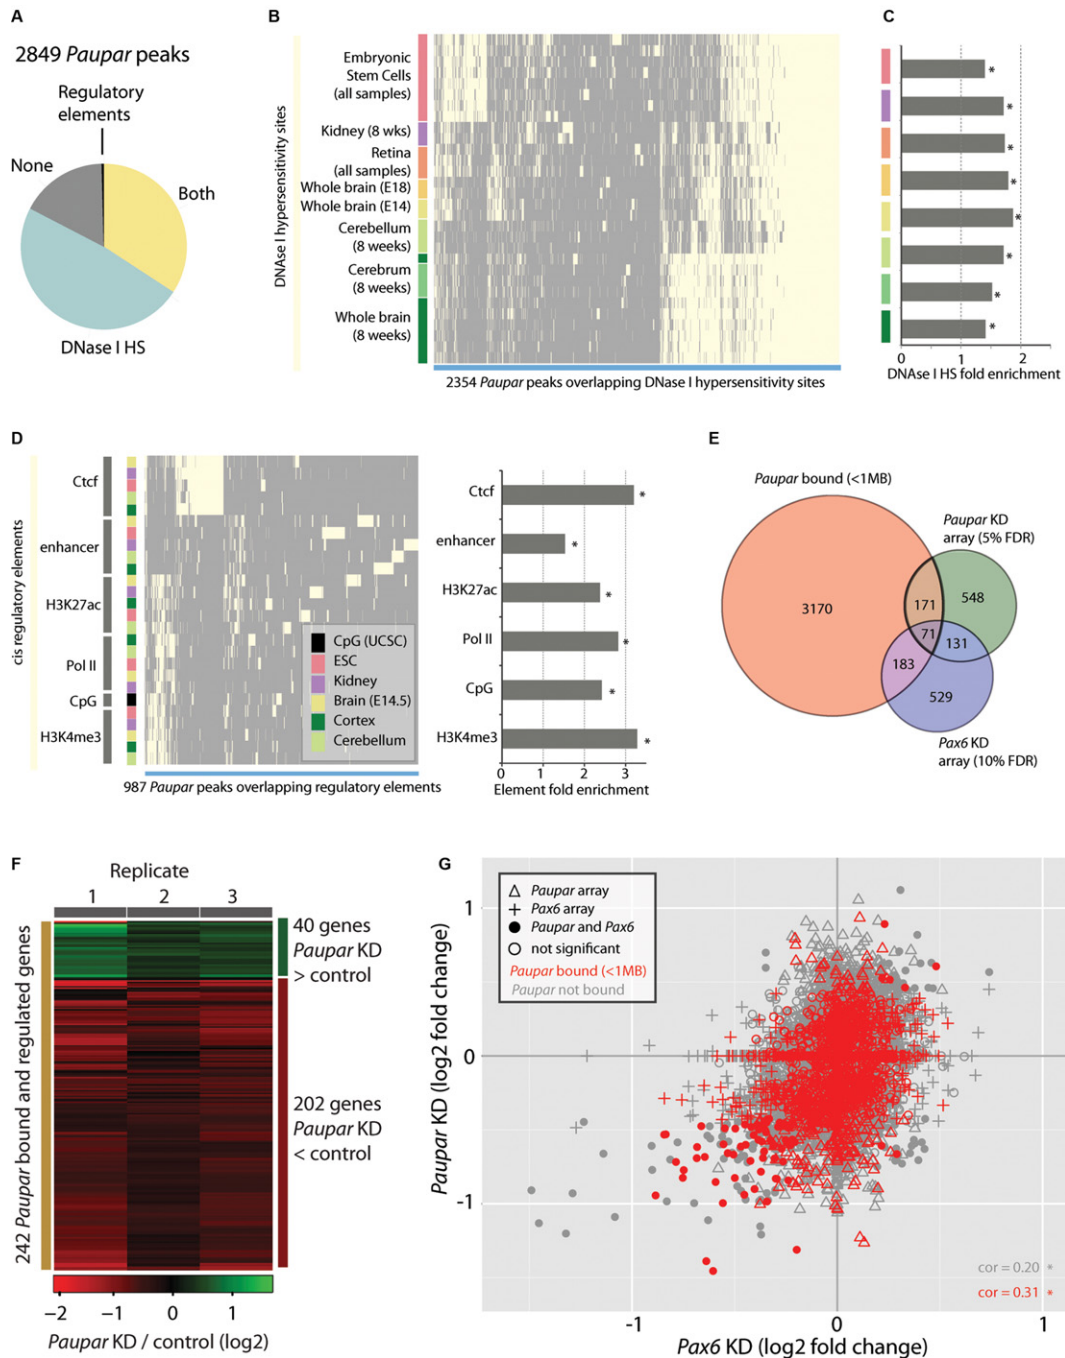 A
2849 Paupar peaks
Regulatory
elements
None
Both
DNase I HS
B
DNAse I hypersensitivity sites
Embryonic
Stem Cells
(all samples)
Kidney (8 wks)
Retina
(all samples)
Whole brain (E18)
Whole brain (E14)
Cerebellum
(8 weeks)
Cerebrum
(8 weeks)
Whole brain
(8 weeks)
2354 Paupar peaks overlapping DNase I hypersensitivity sites
C
*
*
*
*
*
*
*
*
0 1 2
DNAse I HS fold enrichment
D
cis regulatory elements
Ctcf
enhancer
H3K27ac
Pol II
CpG
H3K4me3
CpG (UCSC)
ESC
Kidney
Brain (E14.5)
Cortex
Cerebellum
987 Paupar peaks overlapping regulatory elements
Ctcf *
enhancer *
H3K27ac *
Pol II *
CpG *
H3K4me3 *
0 1 2 3
Element fold enrichment
E
Paupar bound (<1MB)
Paupar KD
array (5% FDR)
3170
171
548
71
131
183
529
Pax6 KD
array (10% FDR)
F
Replicate
1 2 3
242 Paupar bound and regulated genes
40 genes
Paupar KD
> control
202 genes
Paupar KD
< control
−2 −1 0 1
Paupar KD / control (log2)
G
Paupar array
Pax6 array
Paupar and Pax6
not significant
Paupar bound (<1MB)
Paupar not bound
Paupar KD (log2 fold change)
1
0
-1
cor = 0.20 *
cor = 0.31 *
-1 0 1
Pax6 KD (log2 fold change)